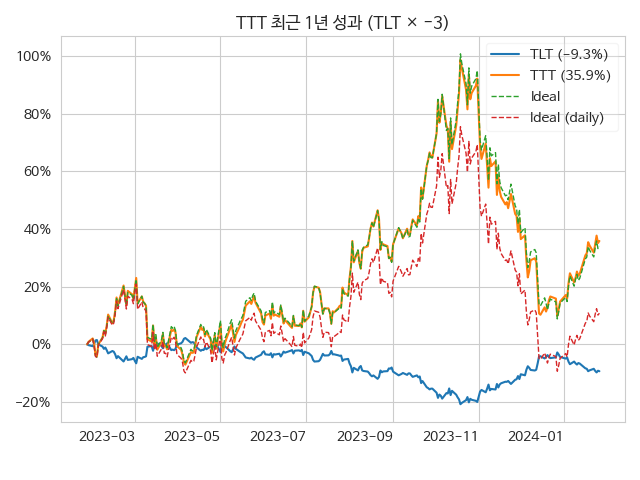 TTT 최근 1년 성과 (TLT × −3)
TLT (−9.3%)
TTT (35.9%)
Ideal
Ideal (daily)
100%
80%
60%
40%
20%
0%
−20%
2023−03 2023−05 2023−07 2023−09 2023−11 2024−01